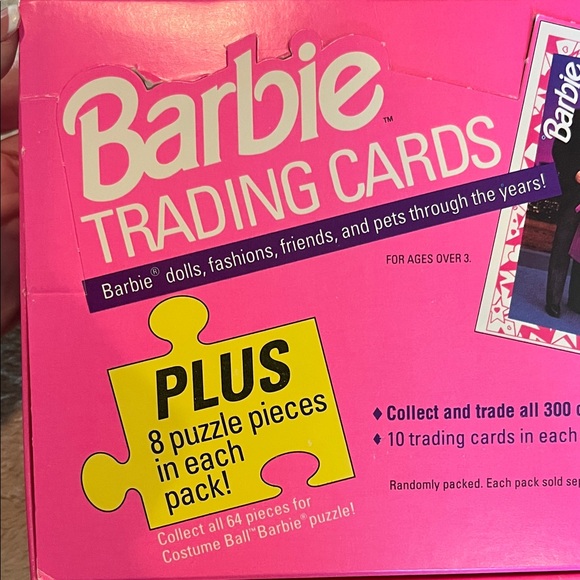 Barbie™
TRADING CARDS
Barbie® dolls, fashions, friends, and pets through the years!
FOR AGES OVER 3.
Barbie
PLUS
8 puzzle pieces
in each
pack!
Collect all 64 pieces for
Costume Ball™ Barbie® puzzle!
♦ Collect and trade all 300
♦ 10 trading cards in each
Randomly packed. Each pack sold